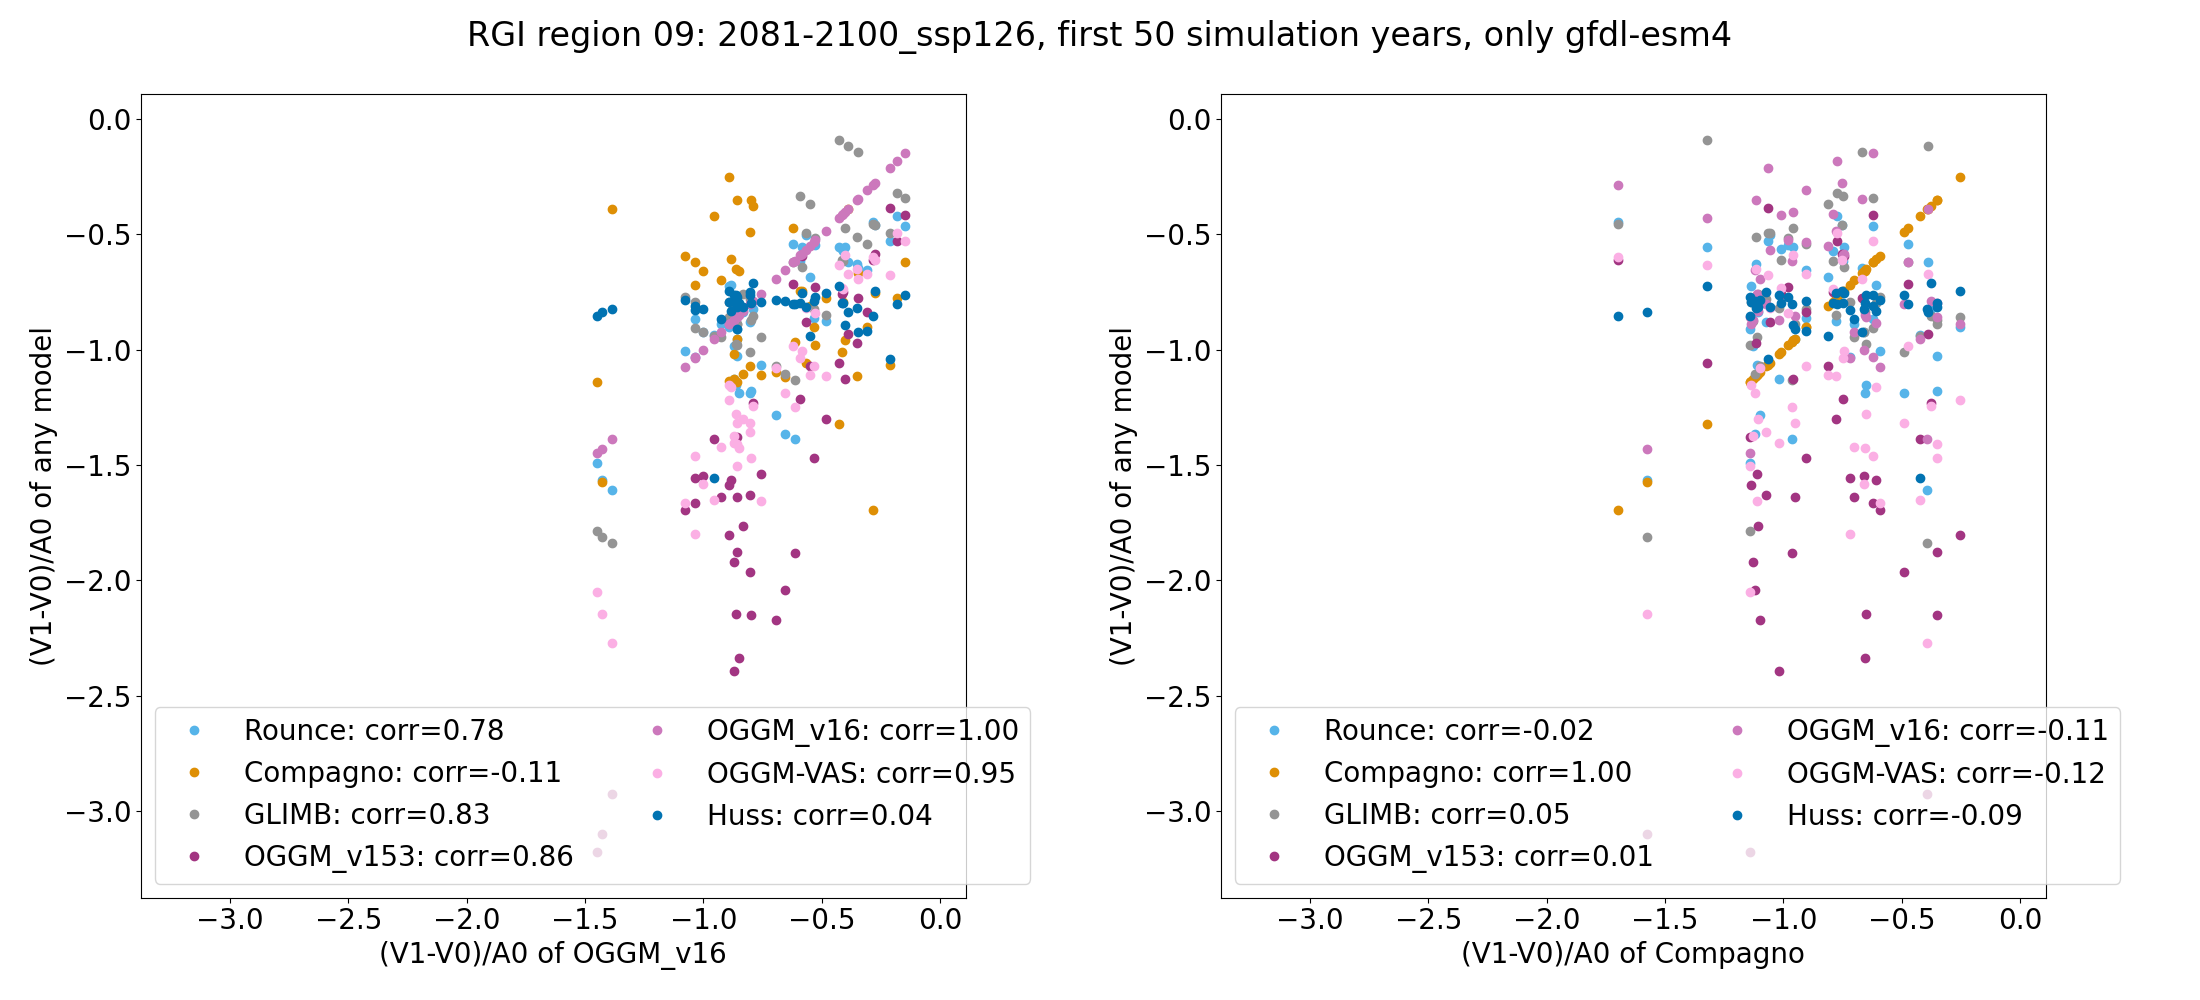 RGI region 09: 2081-2100_ssp126, first 50 simulation years, only gfdl-esm4
(V1-V0)/A0 of any model
0.0
−0.5
−1.0
−1.5
−2.0
−2.5
−3.0
Rounce: corr=0.78
Compagno: corr=-0.11
GLIMB: corr=0.83
OGGM_v153: corr=0.86
OGGM_v16: corr=1.00
OGGM-VAS: corr=0.95
Huss: corr=0.04
−3.0 −2.5 −2.0 −1.5 −1.0 −0.5 0.0
(V1-V0)/A0 of OGGM_v16
(V1-V0)/A0 of any model
0.0
−0.5
−1.0
−1.5
−2.0
−2.5
−3.0
Rounce: corr=-0.02
Compagno: corr=1.00
GLIMB: corr=0.05
OGGM_v153: corr=0.01
OGGM_v16: corr=-0.11
OGGM-VAS: corr=-0.12
Huss: corr=-0.09
−3.0 −2.5 −2.0 −1.5 −1.0 −0.5 0.0
(V1-V0)/A0 of Compagno